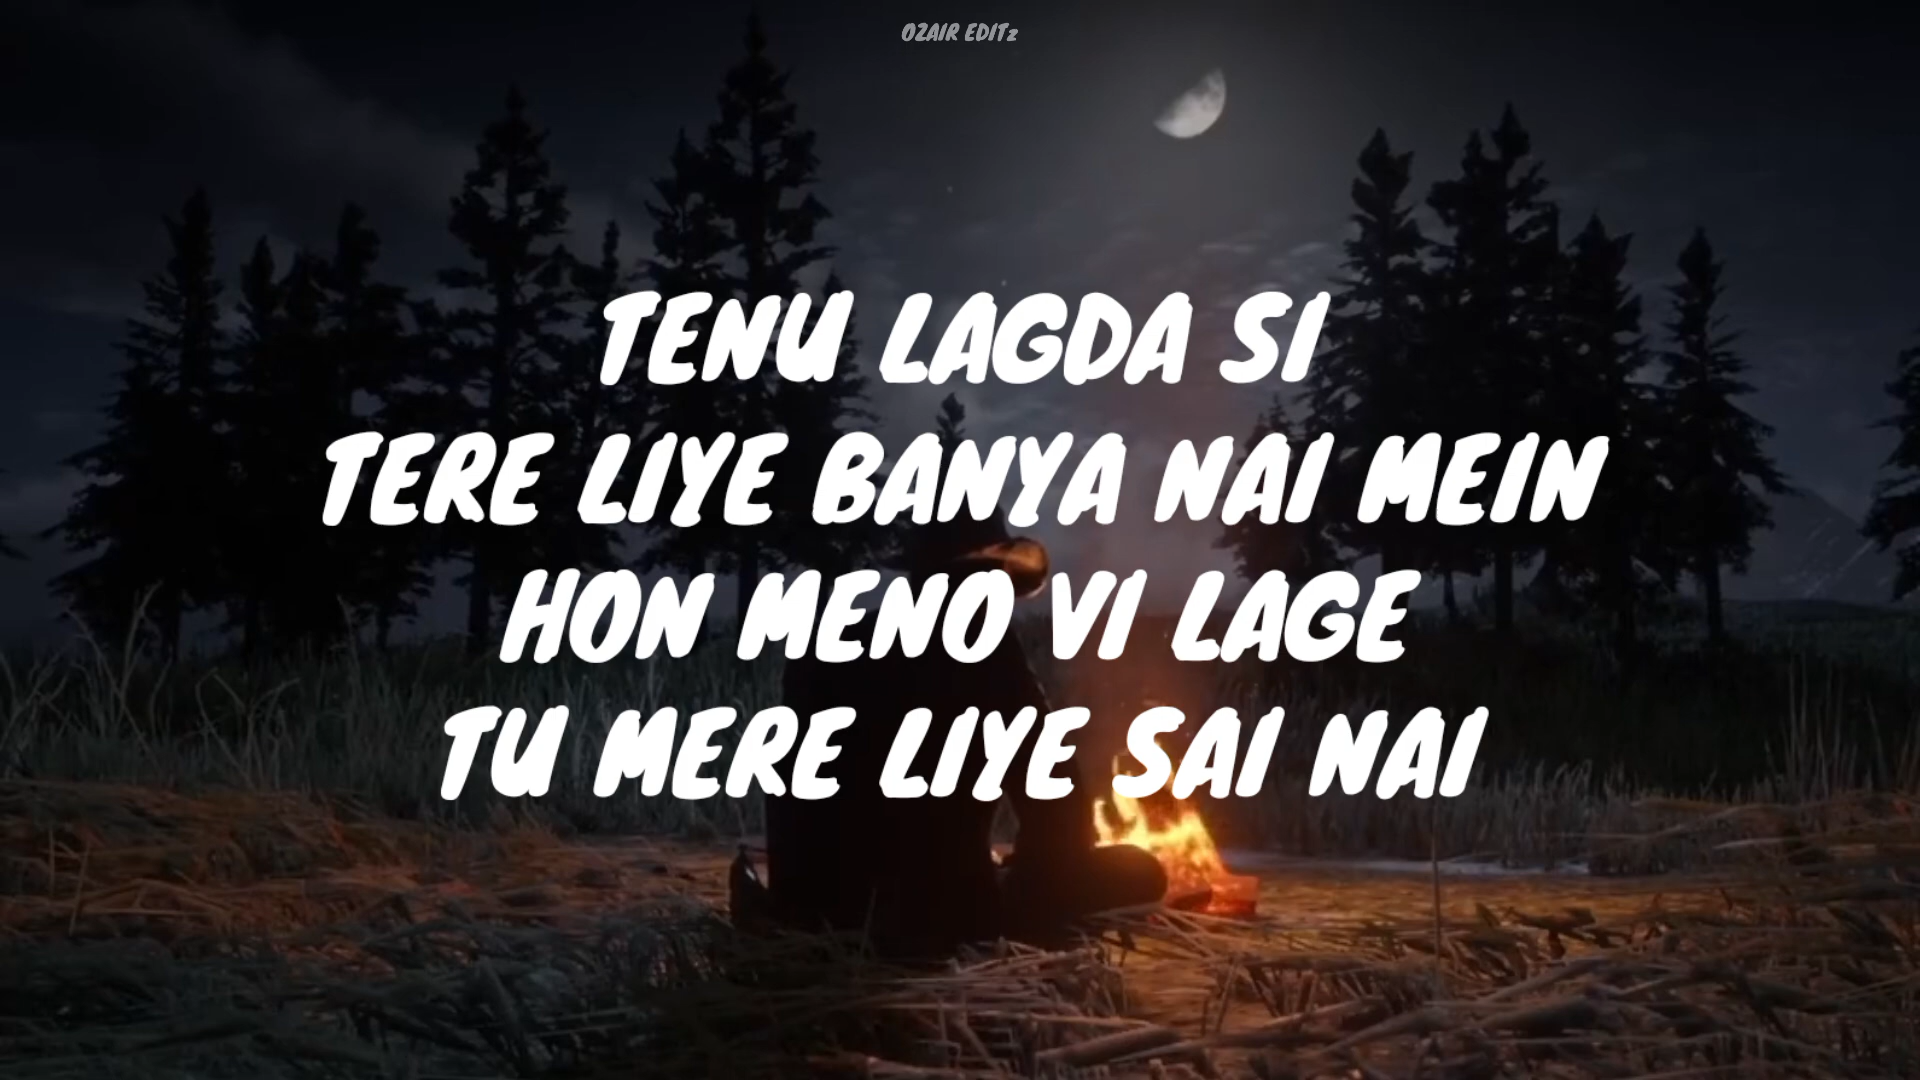 OZAIR EDITz
TENU LAGDA SI
TERE LIYE BANYA NAI MEIN
HON MENO VI LAGE
TU MERE LIYE SAI NAI